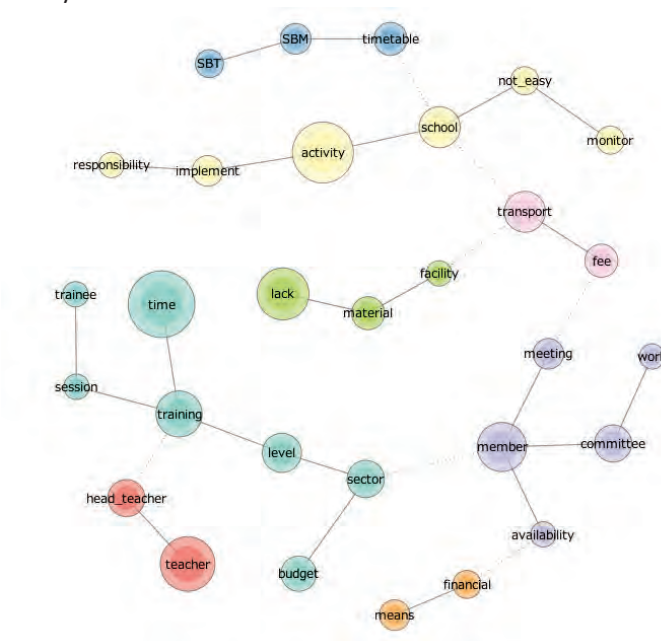 SBM
timetable
SBT
not_easy
school
monitor
activity
responsibility
implement
transport
fee
facility
lack
trainee
time
material
meeting
session
training
member
committee
level
sector
head_teacher
availability
teacher
budget
financial
means